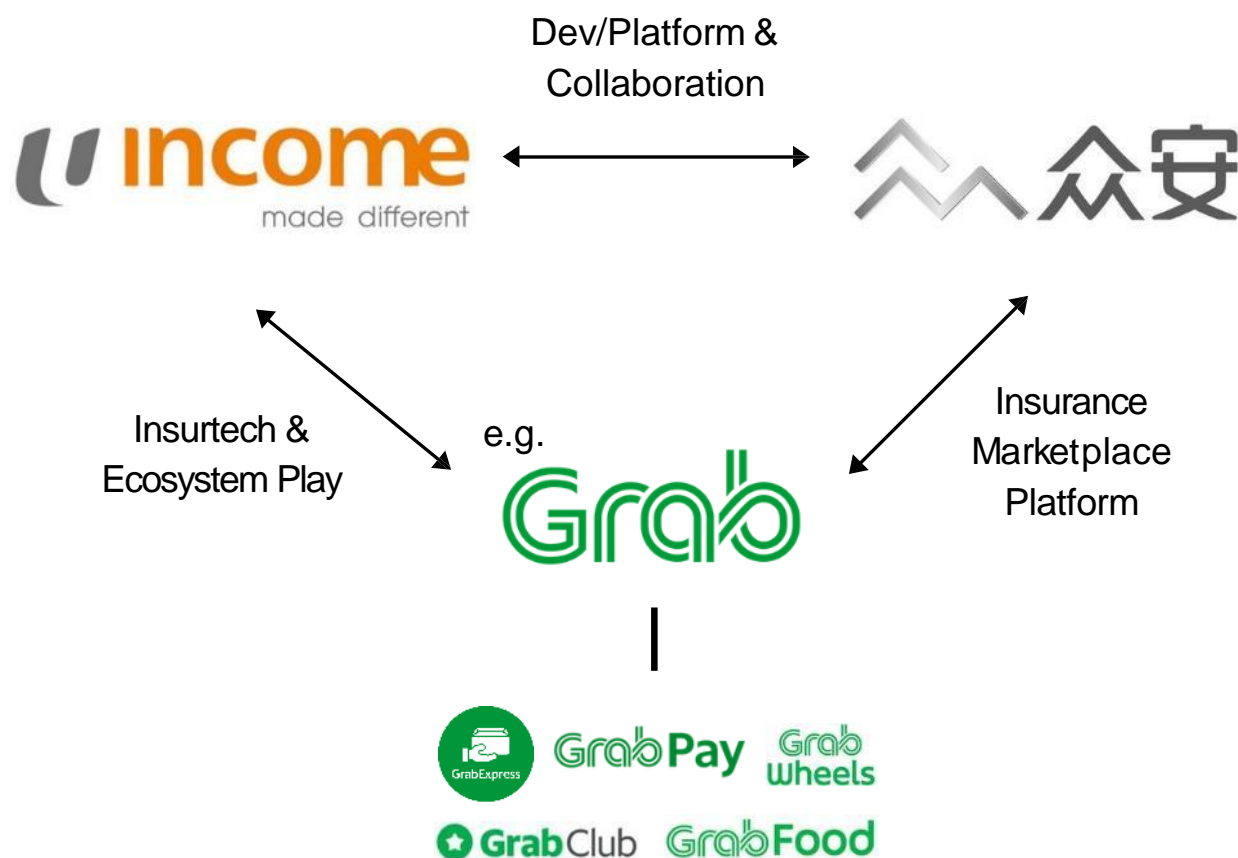 Dev/Platform &
Collaboration
U income
made different
众安
Insurtech &
Ecosystem Play
e.g.
Grab
Insurance
Marketplace
Platform
GrabExpress
GrabPay
Grab
Wheels
GrabClub
GrabFood